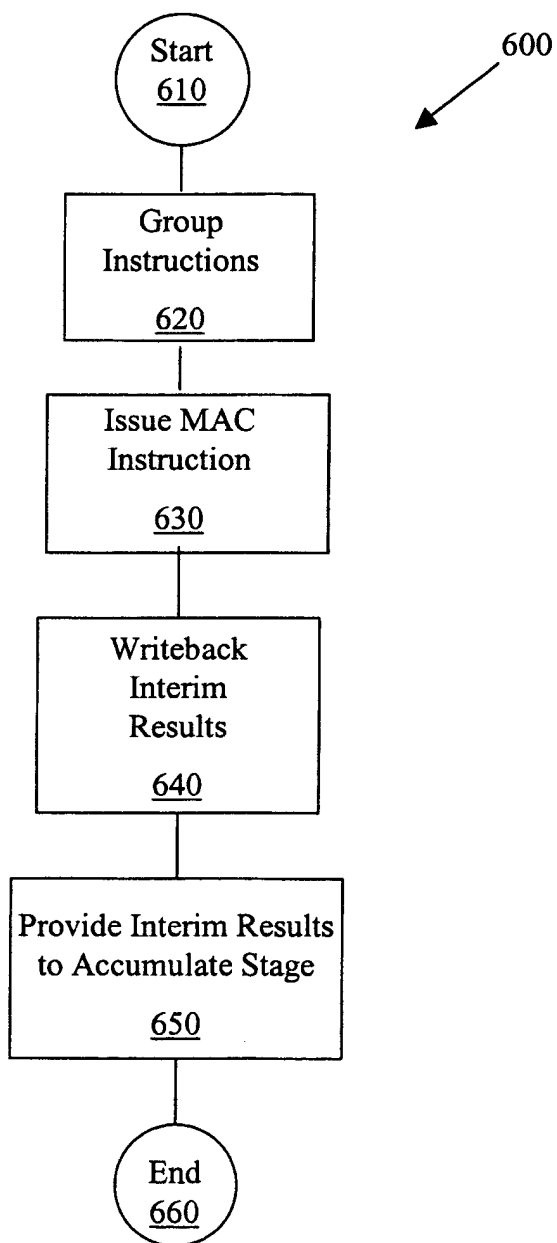 600
Start
610
Group
Instructions
620
Issue MAC
Instruction
630
Writeback
Interim
Results
640
Provide Interim Results
to Accumulate Stage
650
End
660